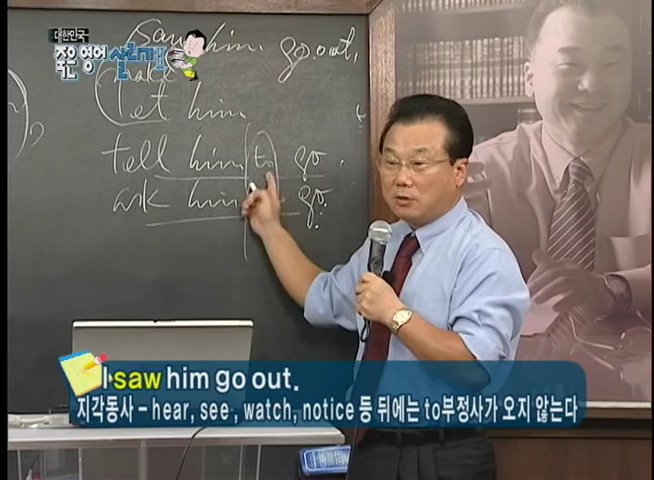 대한민국
죽은 영어 살리기
saw him go out,
make
let him
tell him to go.
ask him go.
I saw him go out.
지각동사 - hear, see, watch, notice 등 뒤에는 to부정사가 오지 않는다